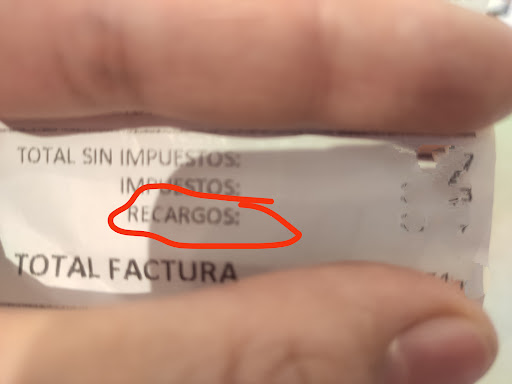 TOTAL SIN IMPUESTOS:
IMPUESTOS:
RECARGOS:
TOTAL FACTURA